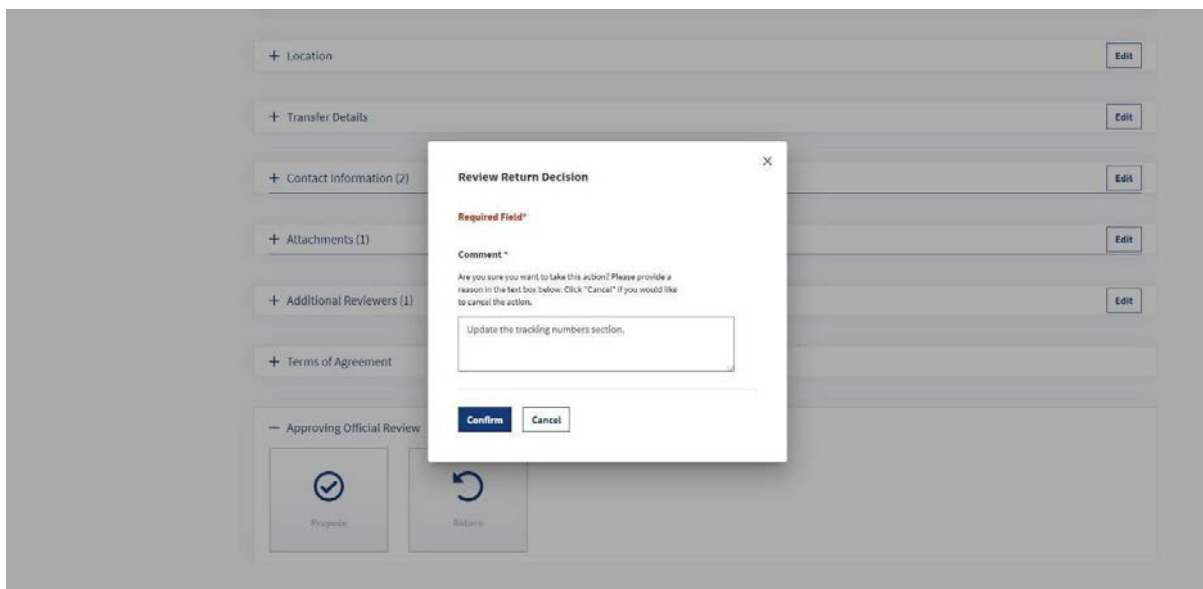 + Location
Edit
+ Transfer Details
Edit
+ Contact Information (2)
Edit
+ Attachments (1)
Edit
+ Additional Reviewers (1)
Edit
+ Terms of Agreement
— Approving Official Review
Propose
Return
×
Review Return Decision
Required Field*
Comment *
Are you sure you want to take this action? Please provide a
reason in the text box below. Click "Cancel" if you would like
to cancel the action.
Update the tracking numbers section.
Confirm
Cancel